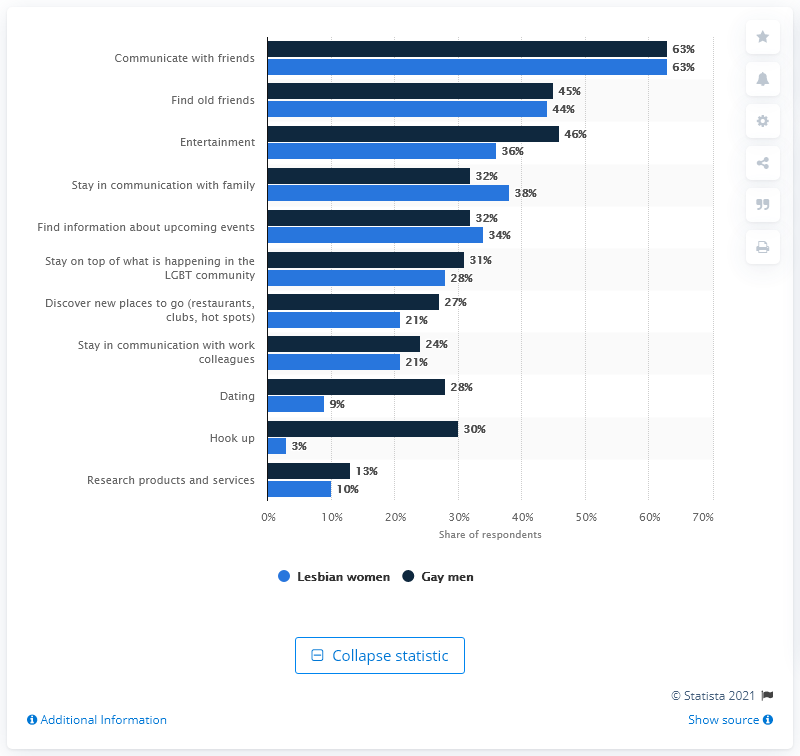 Communicate with friends
63%
63%
Find old friends
45%
44%
Entertainment
46%
36%
Stay in communication with family
32%
38%
Find information about upcoming events
32%
34%
Stay on top of what is happening in the
LGBT community
31%
28%
Discover new places to go (restaurants,
clubs, hot spots)
27%
21%
Stay in communication with work
colleagues
24%
21%
Dating
28%
9%
Hook up
30%
3%
Research products and services
13%
10%
0% 10% 20% 30% 40% 50% 60% 70%
Share of respondents
Lesbian women Gay men
Collapse statistic
© Statista 2021
Additional Information Show source